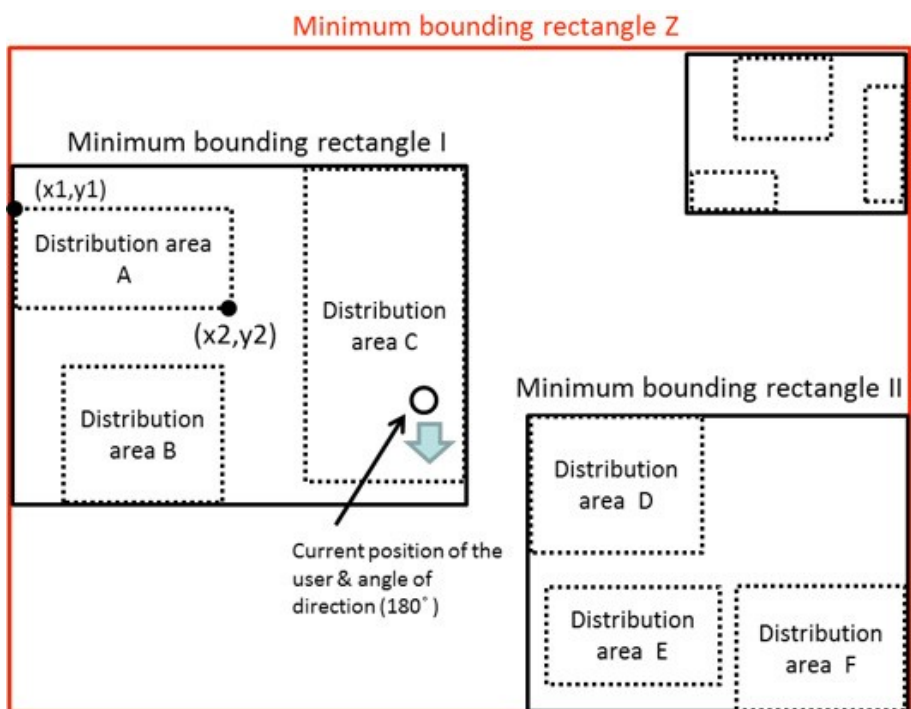 Minimum bounding rectangle Z
Minimum bounding rectangle I
(x1,y1)
Distribution area
A
(x2,y2)
Distribution
area C
Distribution
area B
Current position of the
user & angle of
direction (180˚)
Minimum bounding rectangle II
Distribution
area D
Distribution
area E
Distribution
area F